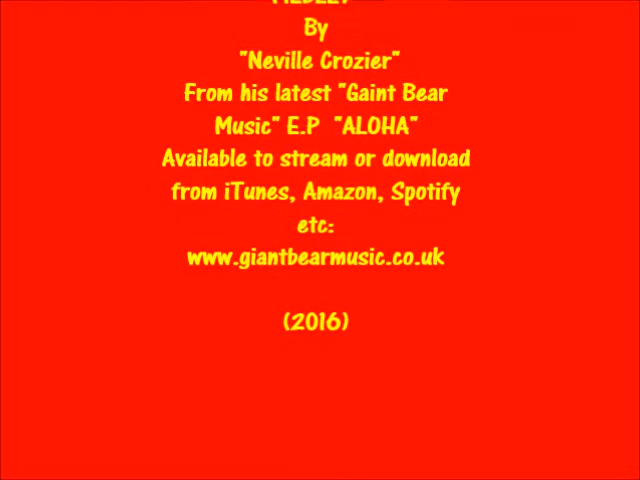 MEDLEY
By
"Neville Crozier"
From his latest "Gaint Bear
Music" E.P  "ALOHA"
Available to stream or download
from iTunes, Amazon, Spotify
etc:
www.giantbearmusic.co.uk
(2016)